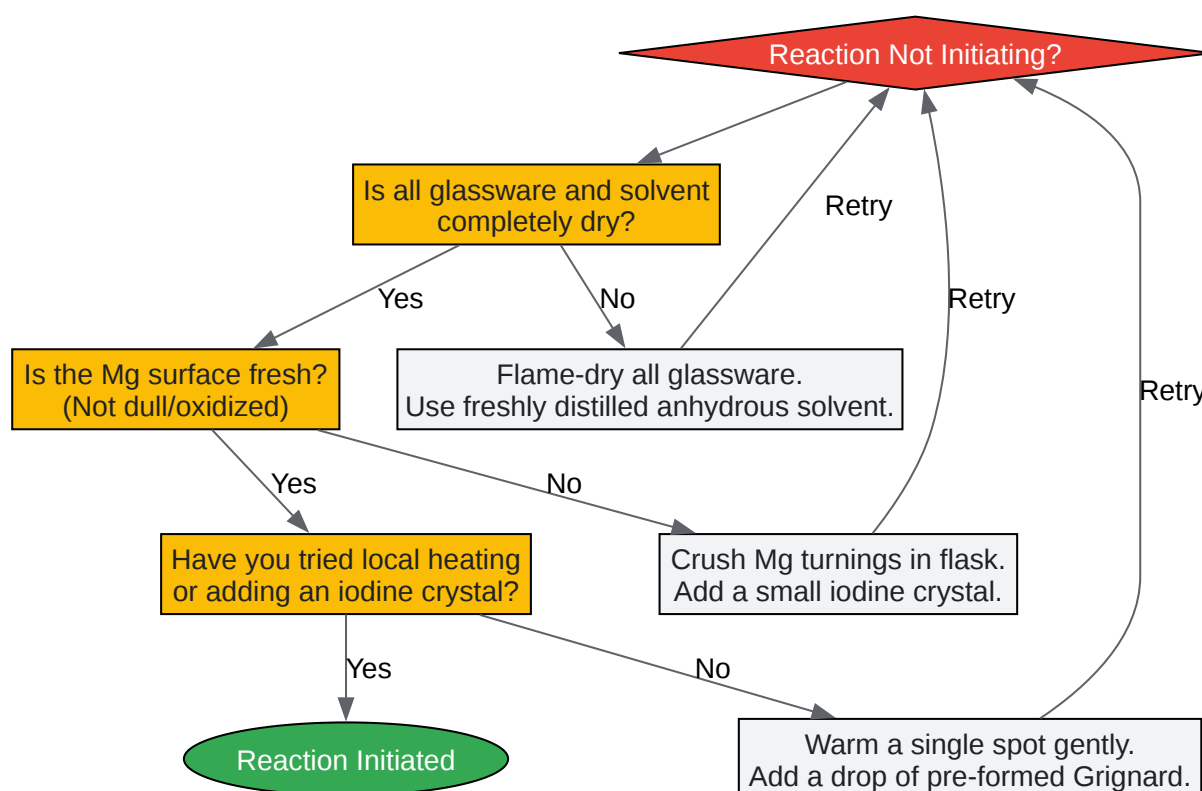 Reaction Not Initiating?
Is all glassware and solvent
completely dry?
Retry
Yes
No
Retry
Is the Mg surface fresh?
(Not dull/oxidized)
Flame-dry all glassware.
Use freshly distilled anhydrous solvent.
Retry
Yes
No
Have you tried local heating
or adding an iodine crystal?
Crush Mg turnings in flask.
Add a small iodine crystal.
Yes
No
Reaction Initiated
Warm a single spot gently.
Add a drop of pre-formed Grignard.